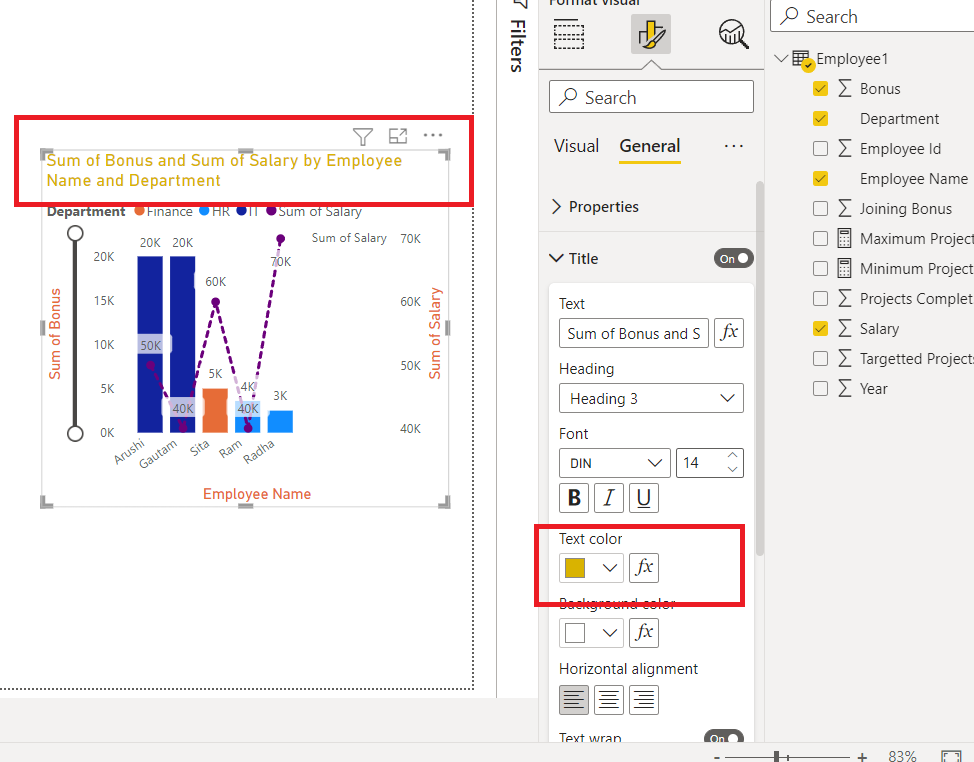 Format visual
Filters
Search
Search
Visual
General
Properties
Title
On
Text
Sum of Bonus and S
fx
Heading
Heading 3
Font
DIN
14
B
I
U
Text color
fx
Background color
fx
Horizontal alignment
Text wrap
On
Employee1
Bonus
Department
Employee Id
Employee Name
Joining Bonus
Maximum Project
Minimum Project
Projects Complet
Salary
Targetted Projects
Year
Sum of Bonus and Sum of Salary by Employee
Name and Department
Department Finance HR IT Sum of Salary
Sum of Salary
20K
15K
10K
5K
0K
Sum of Bonus
20K
20K
5K
4K
3K
50K
40K
60K
40K
70K
70K
60K
50K
40K
Sum of Salary
Arushi
Gautam
Sita
Ram
Radha
Employee Name
- + 83%